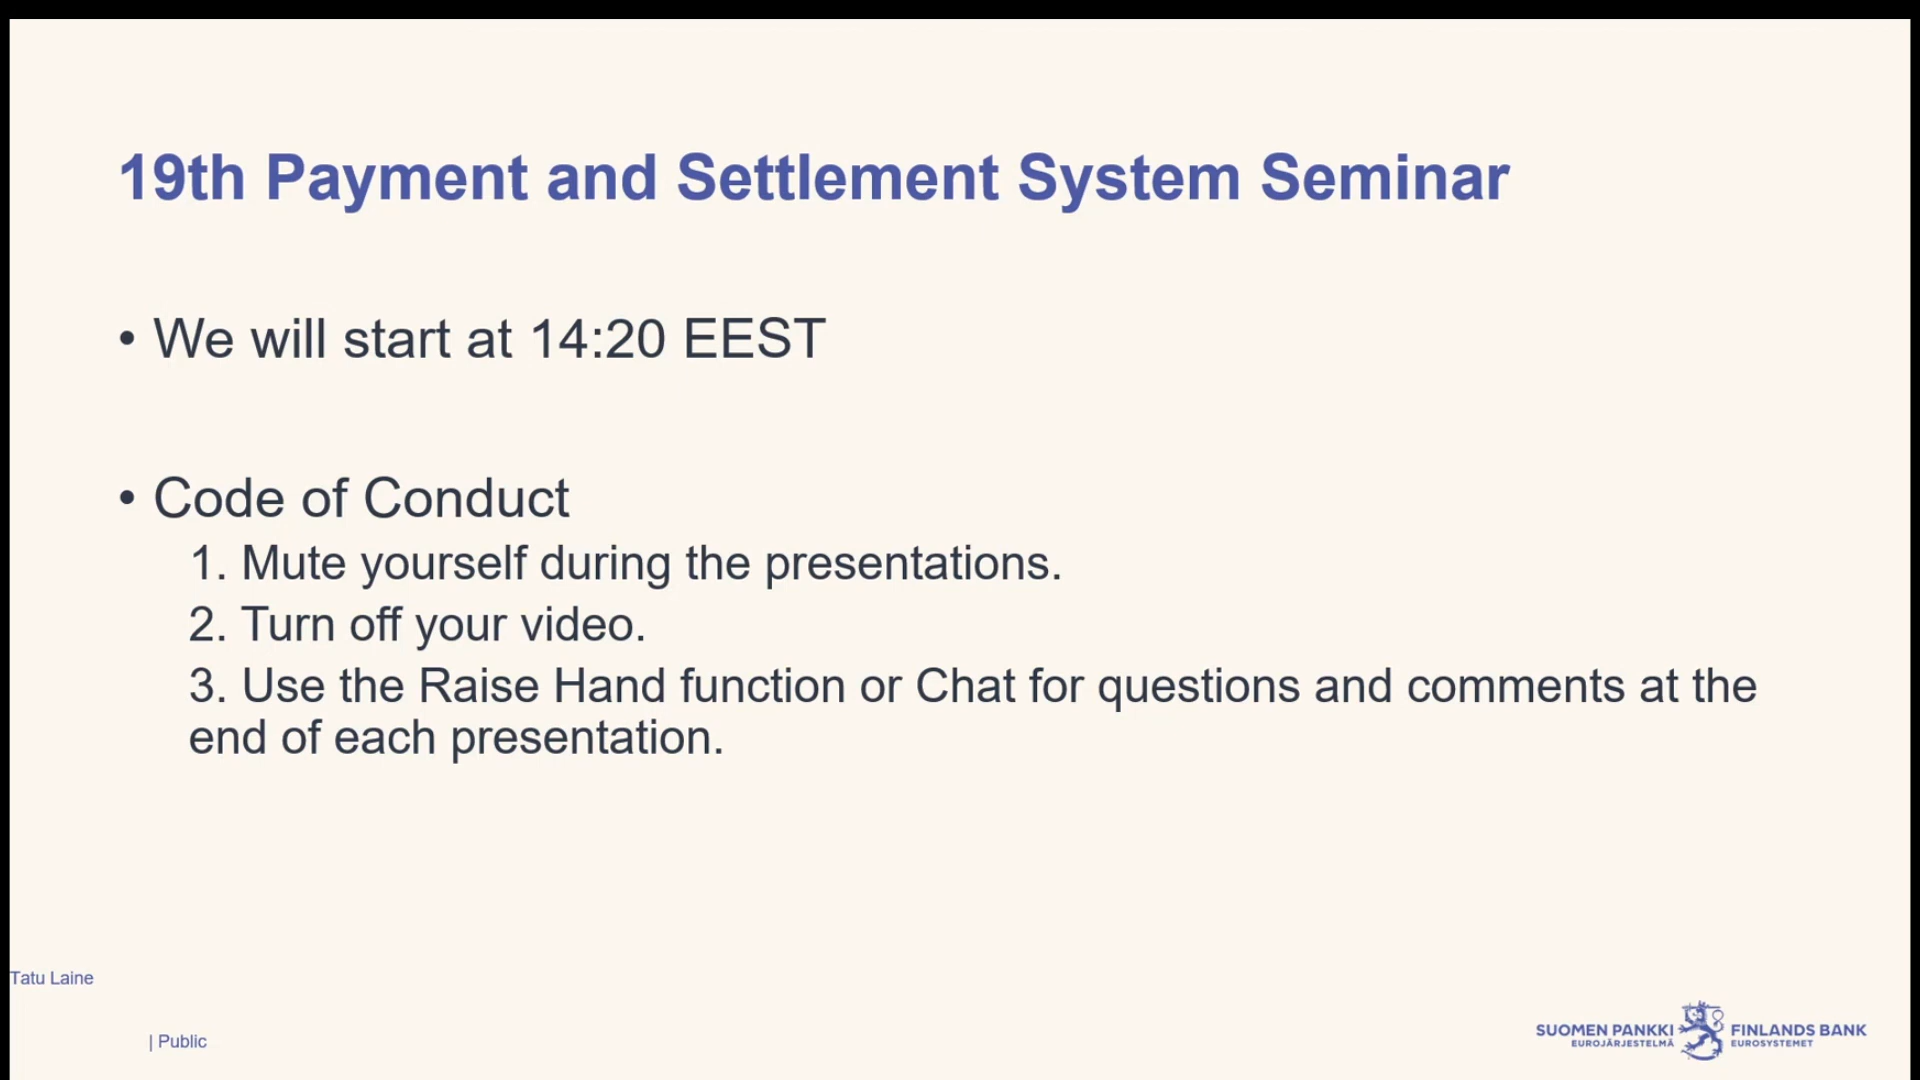 19th Payment and Settlement System Seminar
• We will start at 14:20 EEST
• Code of Conduct
1. Mute yourself during the presentations.
2. Turn off your video.
3. Use the Raise Hand function or Chat for questions and comments at the
end of each presentation.
Tatu Laine
| Public
SUOMEN PANKKI FINLANDS BANK
EUROJÄRJESTELMÄ EUROSYSTEMET